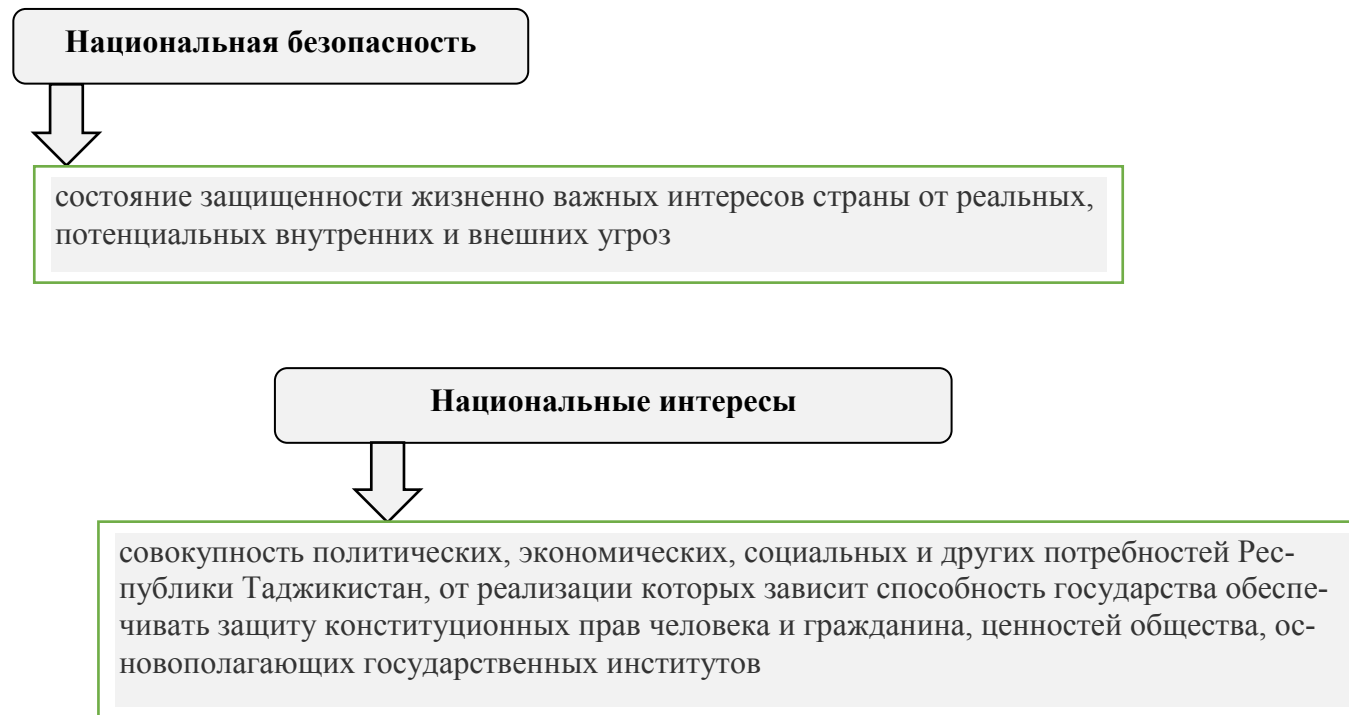 Национальная безопасность
состояние защищенности жизненно важных интересов страны от реальных,
потенциальных внутренних и внешних угроз
Национальные интересы
совокупность политических, экономических, социальных и других потребностей Рес-
публики Таджикистан, от реализации которых зависит способность государства обеспе-
чивать защиту конституционных прав человека и гражданина, ценностей общества, ос-
новополагающих государственных институтов